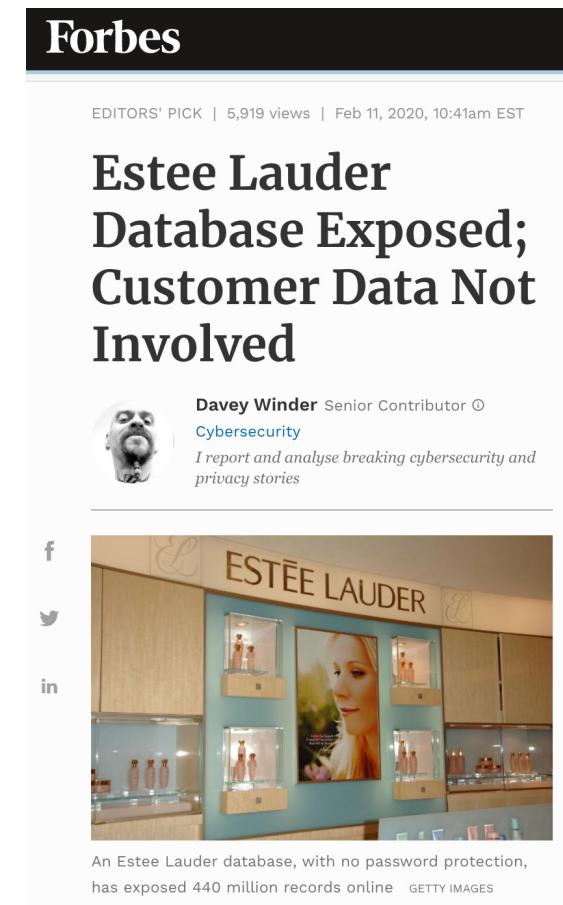 Forbes
EDITORS' PICK | 5,919 views | Feb 11, 2020, 10:41am EST
Estee Lauder
Database Exposed;
Customer Data Not
Involved
Davey Winder Senior Contributor
Cybersecurity
I report and analyse breaking cybersecurity and
privacy stories
ESTĒE LAUDER
An Estee Lauder database, with no password protection,
has exposed 440 million records online GETTY IMAGES